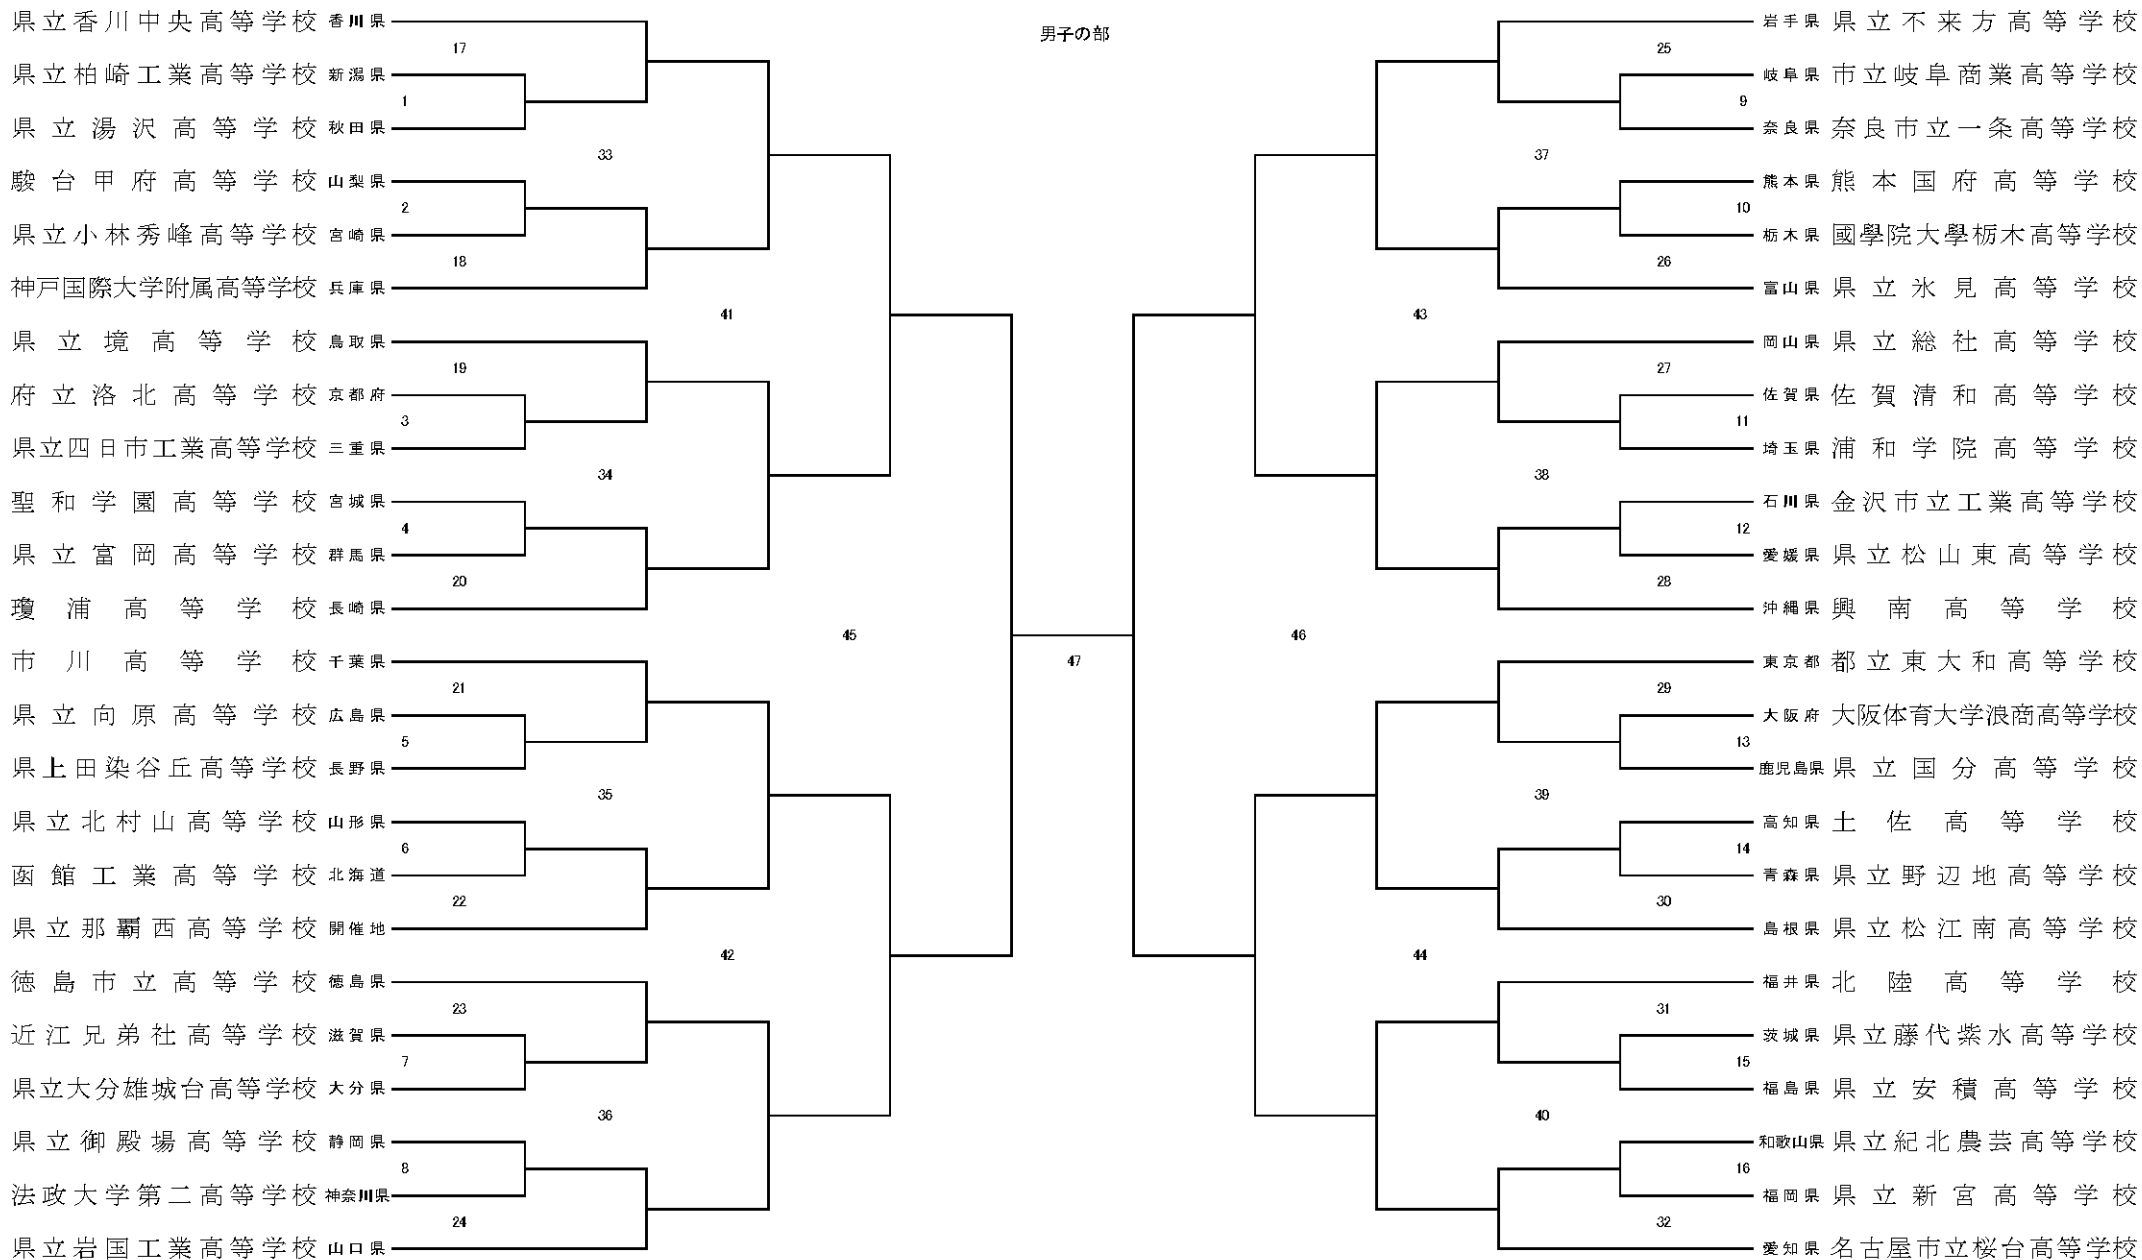 男子の部
県立香川中央高等学校 香川県
17
県立柏崎工業高等学校 新潟県
1
県立湯沢高等学校 秋田県
33
駿台甲府高等学校 山梨県
2
県立小林秀峰高等学校 宮崎県
18
神戸国際大学附属高等学校 兵庫県
41
県立境高等学校 鳥取県
19
府立洛北高等学校 京都府
3
県立四日市工業高等学校 三重県
34
聖和学園高等学校 宮城県
4
県立富岡高等学校 群馬県
20
瓊浦高等学校 長崎県
45
市川高等学校 千葉県
21
県立向原高等学校 広島県
5
県上田染谷丘高等学校 長野県
35
県立北村山高等学校 山形県
6
函館工業高等学校 北海道
22
県立那覇西高等学校 開催地
42
徳島市立高等学校 徳島県
23
近江兄弟社高等学校 滋賀県
7
県立大分雄城台高等学校 大分県
36
県立御殿場高等学校 静岡県
8
法政大学第二高等学校 神奈川県
24
県立岩国工業高等学校 山口県
47
岩手県 県立不来方高等学校
25
岐阜県 市立岐阜商業高等学校
9
奈良県 奈良市立一条高等学校
37
熊本県 熊本国府高等学校
10
栃木県 國學院大學栃木高等学校
26
富山県 県立氷見高等学校
43
岡山県 県立総社高等学校
27
佐賀県 佐賀清和高等学校
11
埼玉県 浦和学院高等学校
38
石川県 金沢市立工業高等学校
12
愛媛県 県立松山東高等学校
28
沖縄県 興南高等学校
46
東京都 都立東大和高等学校
29
大阪府 大阪体育大学浪商高等学校
13
鹿児島県 県立国分高等学校
39
高知県 土佐高等学校
14
青森県 県立野辺地高等学校
30
島根県 県立松江南高等学校
44
福井県 北陸高等学校
31
茨城県 県立藤代紫水高等学校
15
福島県 県立安積高等学校
40
和歌山県 県立紀北農芸高等学校
16
福岡県 県立新宮高等学校
32
愛知県 名古屋市立桜台高等学校